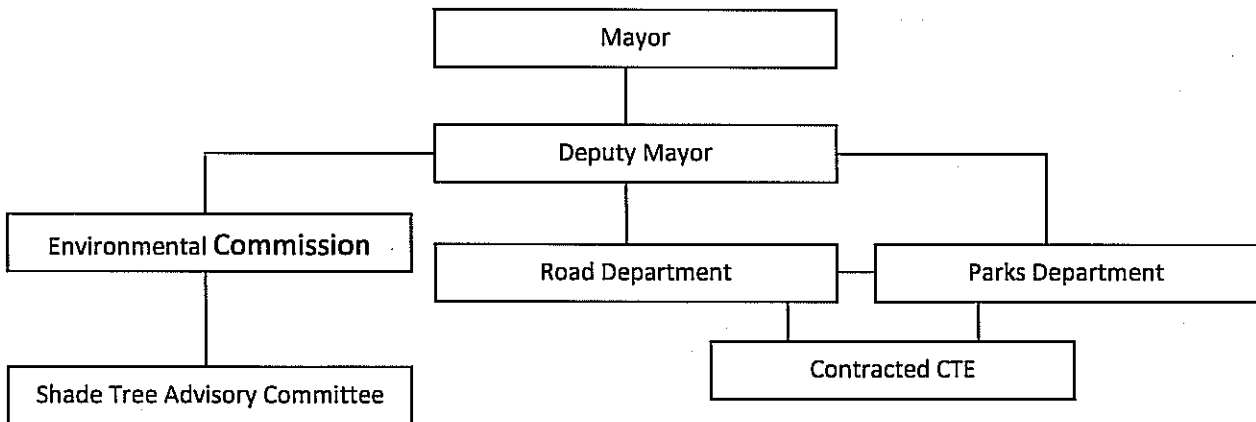 Mayor
Deputy Mayor
Environmental Commission
Road Department
Parks Department
Contracted CTE
Shade Tree Advisory Committee